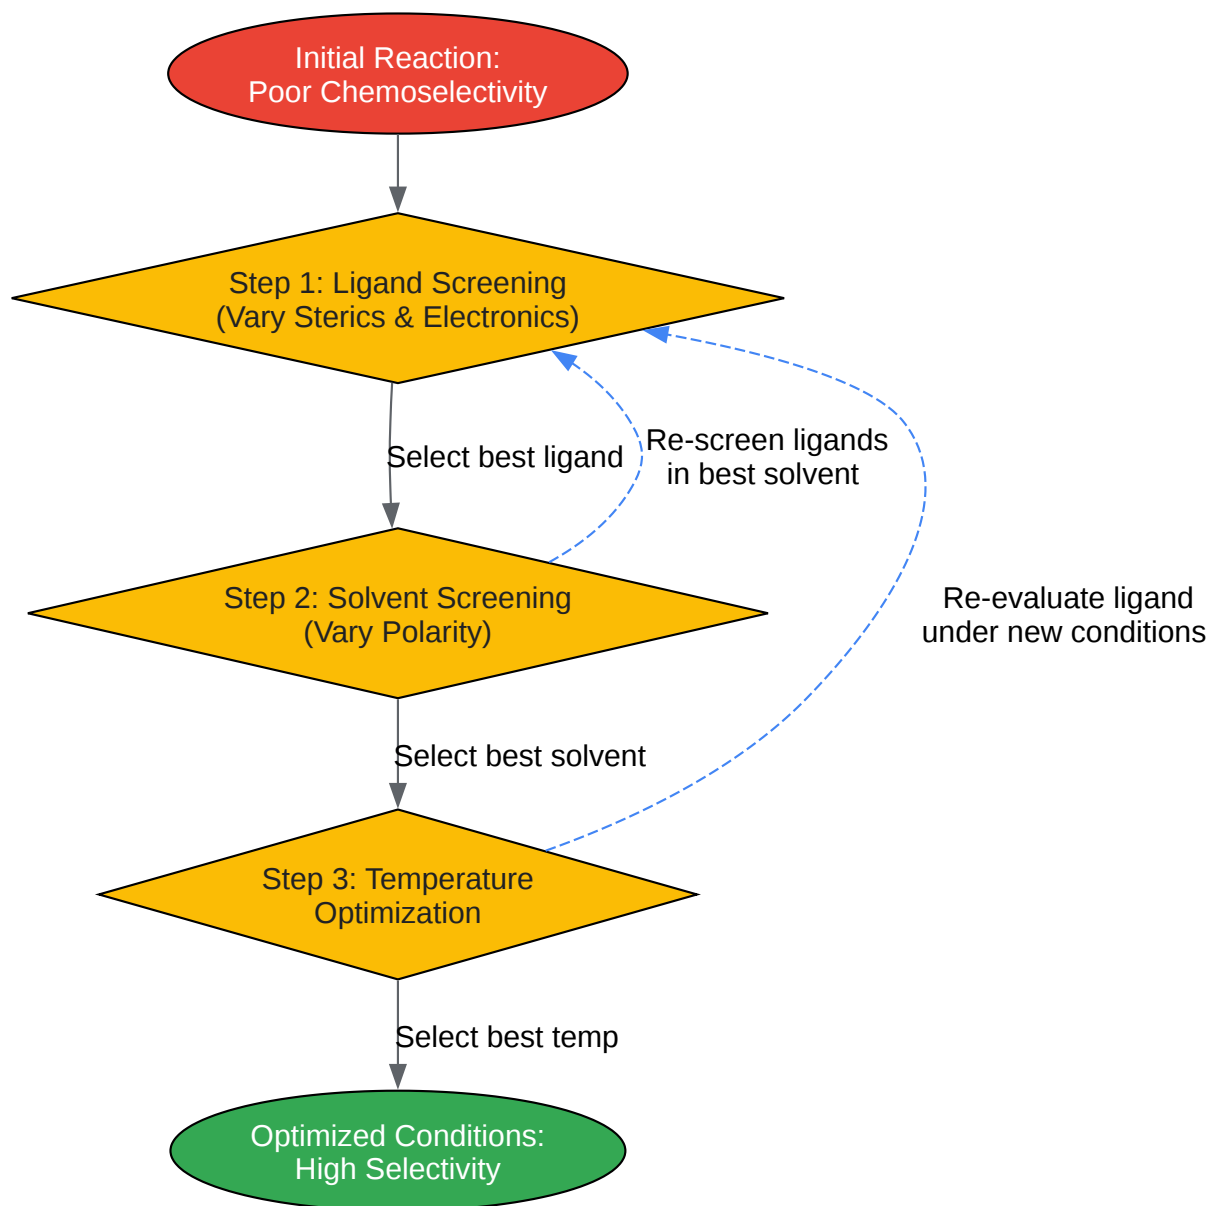 Initial Reaction:
Poor Chemoselectivity
Step 1: Ligand Screening
(Vary Sterics & Electronics)
Select best ligand
Re-screen ligands
in best solvent
Step 2: Solvent Screening
(Vary Polarity)
Re-evaluate ligand
under new conditions
Select best solvent
Step 3: Temperature
Optimization
Select best temp
Optimized Conditions:
High Selectivity